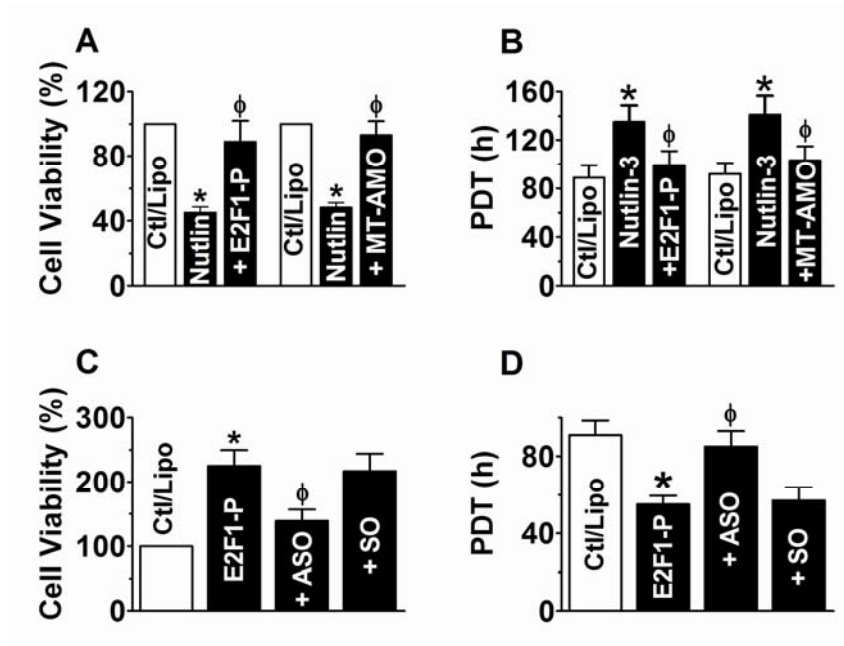 A
Cell Viability (%)
120
80
40
0
Ctl/Lipo
*
Nutlin
ϕ
+ E2F1-P
Ctl/Lipo
*
Nutlin
ϕ
+ MT-AMO
B
PDT (h)
160
120
80
40
0
Ctl/Lipo
*
Nutlin-3
ϕ
+E2F1-P
Ctl/Lipo
*
Nutlin-3
ϕ
+MT-AMO
C
Cell Viability (%)
300
200
100
0
Ctl/Lipo
*
E2F1-P
ϕ
+ ASO
+ SO
D
PDT (h)
80
40
0
Ctl/Lipo
*
E2F1-P
ϕ
+ ASO
+ SO